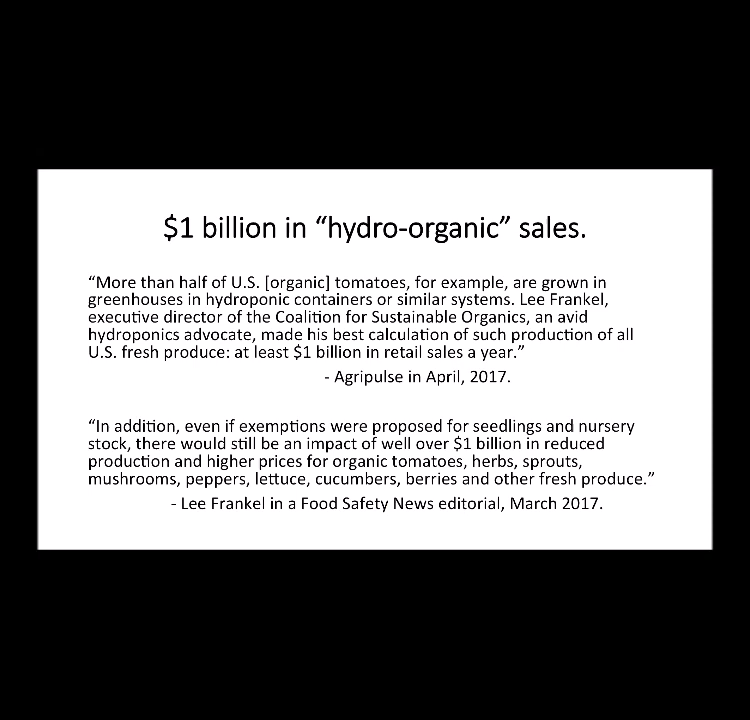 $1 billion in “hydro-organic” sales.
“More than half of U.S. [organic] tomatoes, for example, are grown in
greenhouses in hydroponic containers or similar systems. Lee Frankel,
executive director of the Coalition for Sustainable Organics, an avid
hydroponics advocate, made his best calculation of such production of all
U.S. fresh produce: at least $1 billion in retail sales a year.”
- Agripulse in April, 2017.
“In addition, even if exemptions were proposed for seedlings and nursery
stock, there would still be an impact of well over $1 billion in reduced
production and higher prices for organic tomatoes, herbs, sprouts,
mushrooms, peppers, lettuce, cucumbers, berries and other fresh produce.”
- Lee Frankel in a Food Safety News editorial, March 2017.